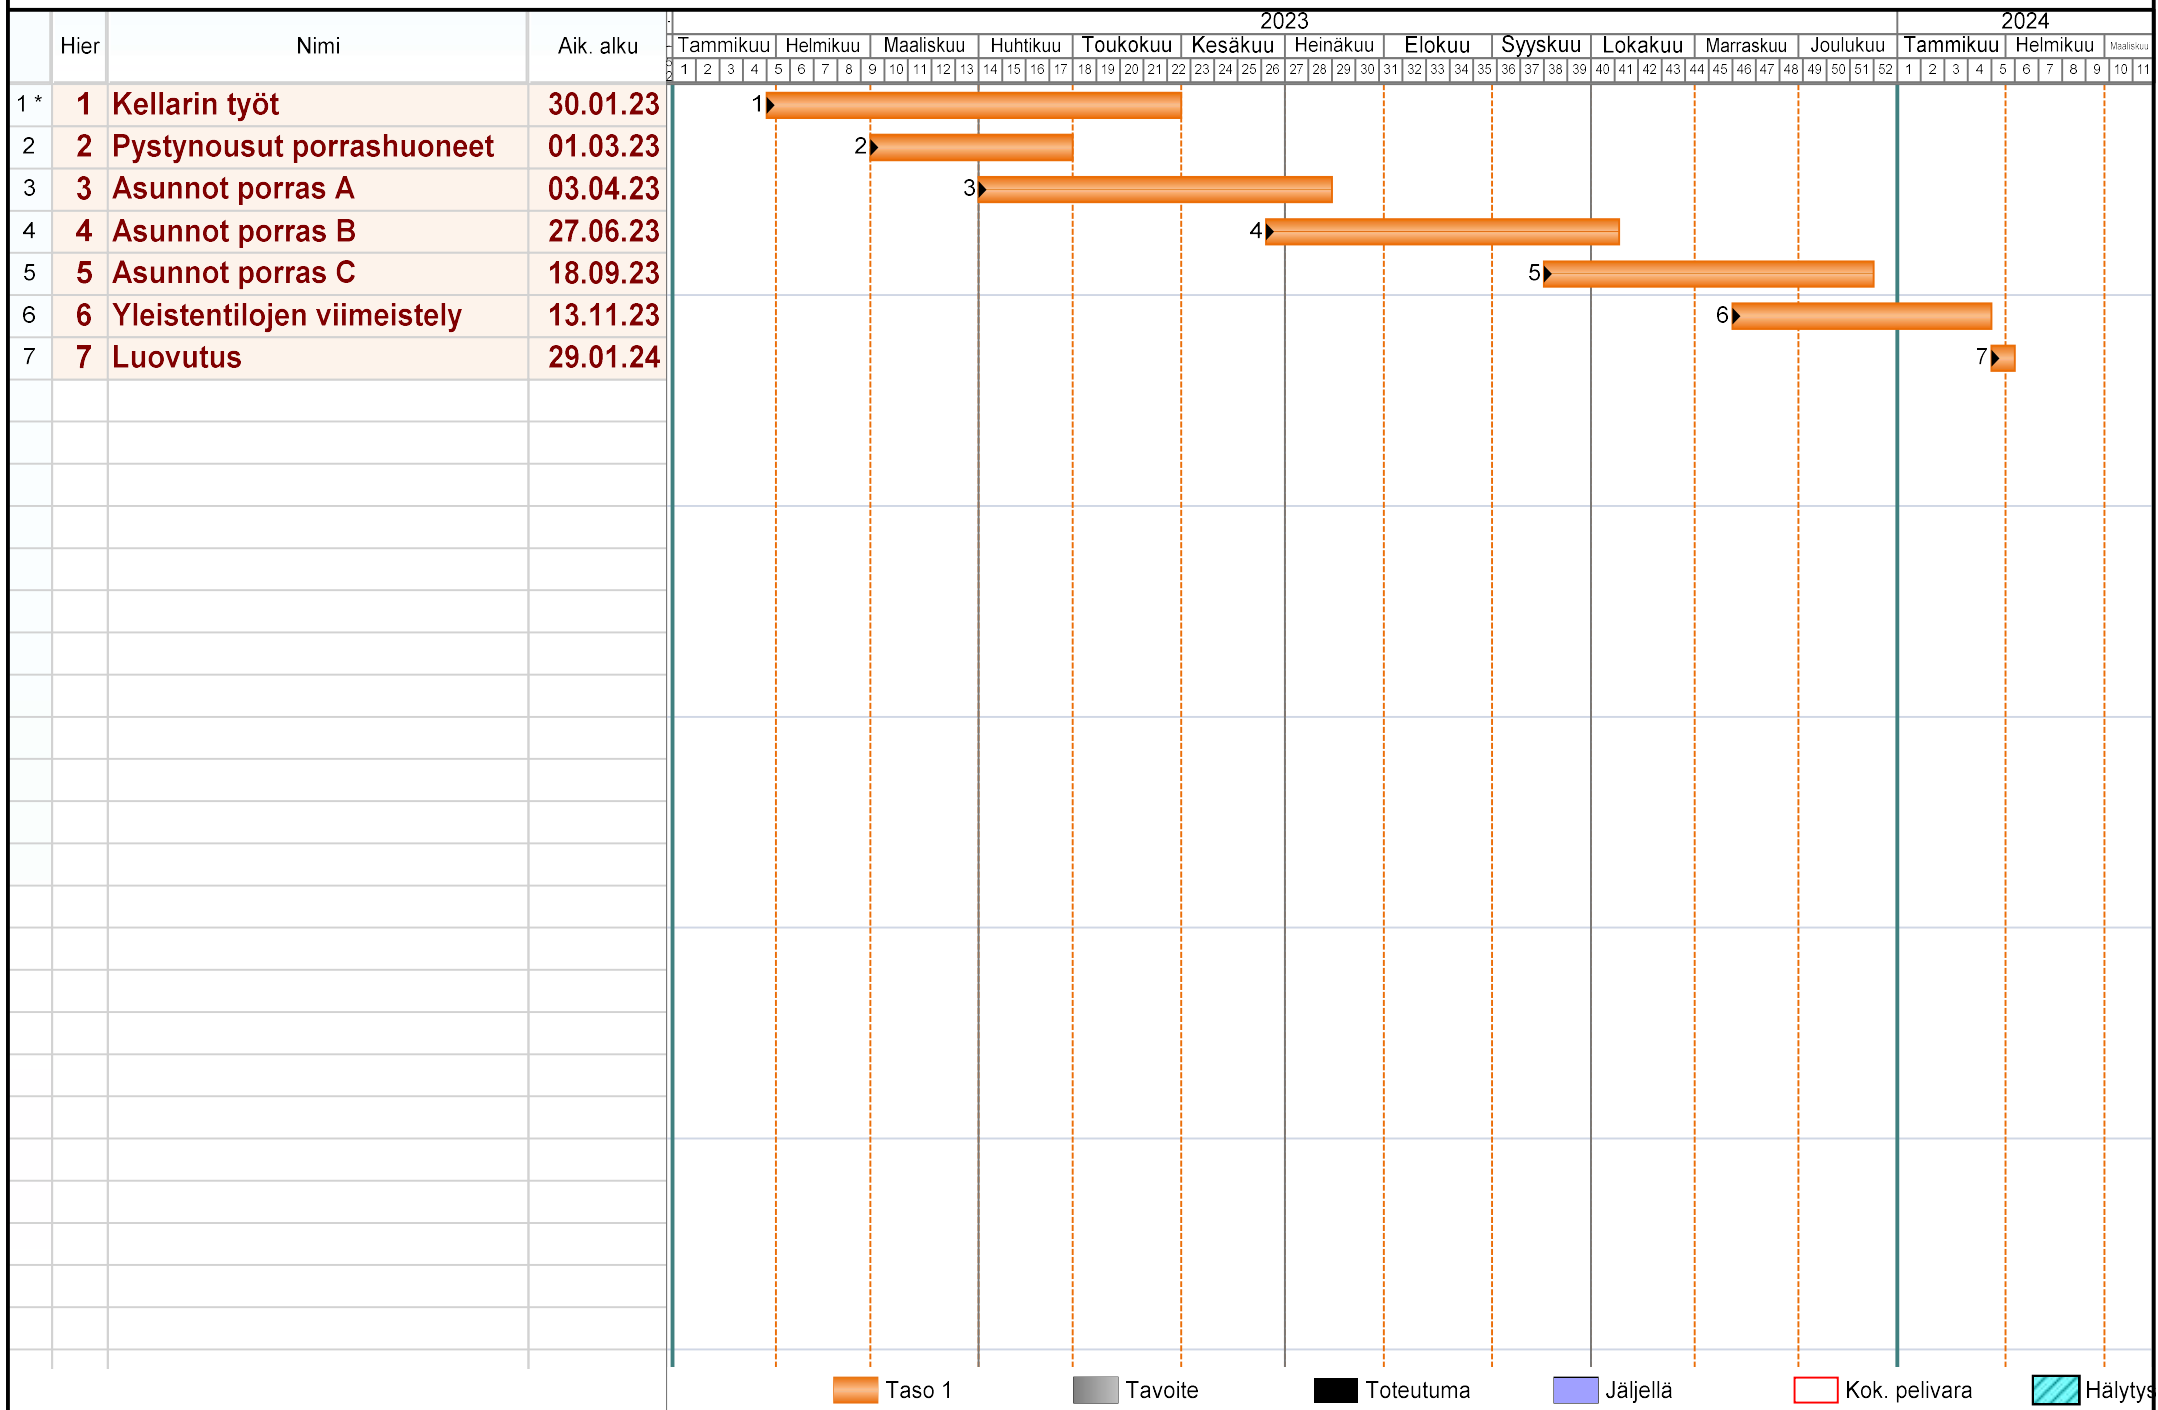 2023 2024
Hier Nimi Aik. alku
Tammikuu Helmikuu Maaliskuu Huhtikuu Toukokuu Kesäkuu Heinäkuu Elokuu Syyskuu Lokakuu Marraskuu Joulukuu Tammikuu Helmikuu Maaliskuu
52 1 2 3 4 5 6 7 8 9 10 11 12 13 14 15 16 17 18 19 20 21 22 23 24 25 26 27 28 29 30 31 32 33 34 35 36 37 38 39 40 41 42 43 44 45 46 47 48 49 50 51 52 1 2 3 4 5 6 7 8 9 10 11
1 * 1 Kellarin työt 30.01.23 1
2 2 Pystynousut porrashuoneet 01.03.23 2
3 3 Asunnot porras A 03.04.23 3
4 4 Asunnot porras B 27.06.23 4
5 5 Asunnot porras C 18.09.23 5
6 6 Yleistentilojen viimeistely 13.11.23 6
7 7 Luovutus 29.01.24 7
Taso 1 Tavoite Toteutuma Jäljellä Kok. pelivara Hälytys